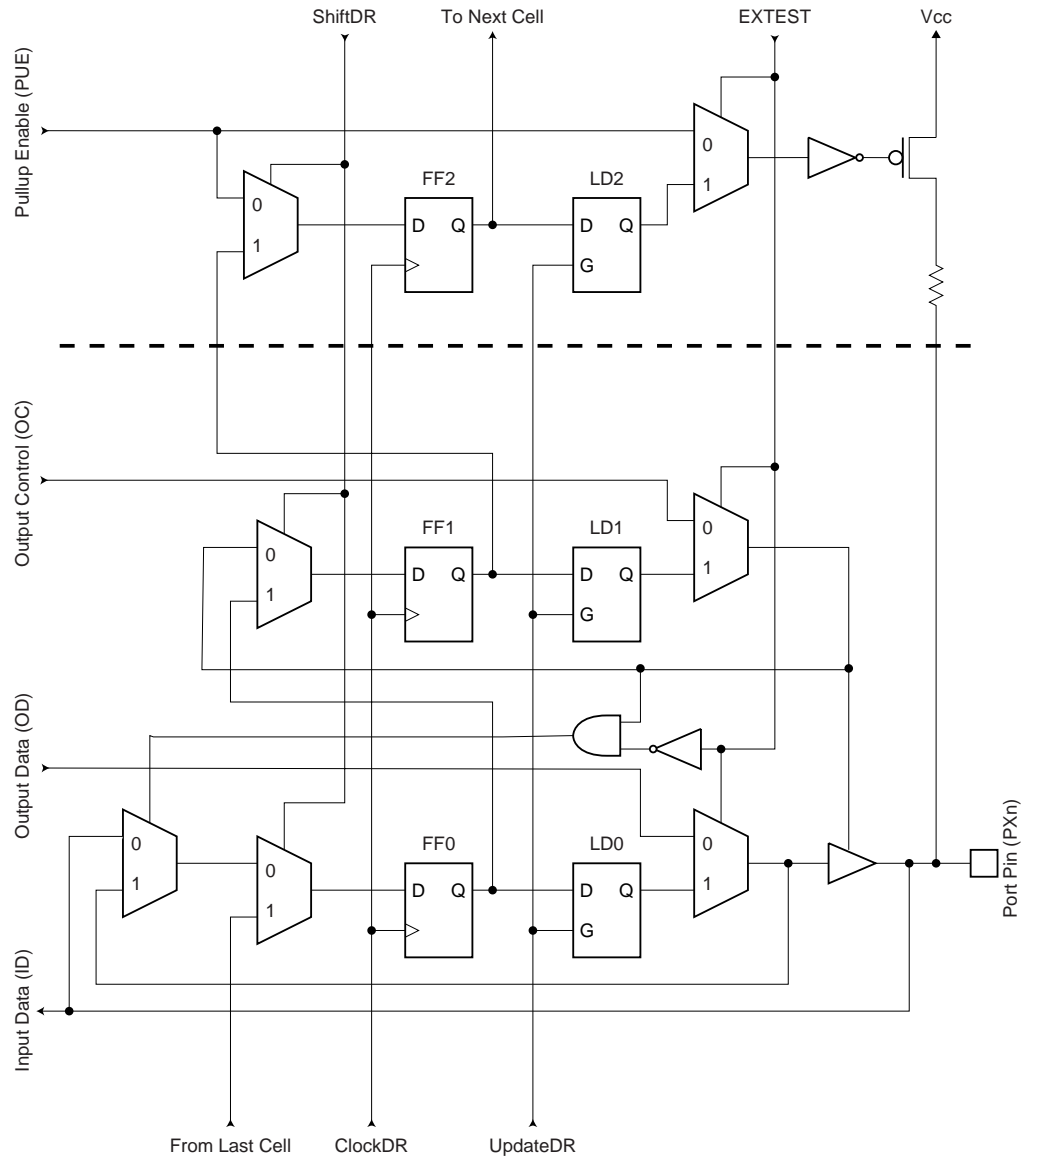 ShiftDR To Next Cell EXTEST Vcc
Pullup Enable (PUE)
0
1
FF2
D Q
LD2
D Q
G
0
1
Output Control (OC)
0
1
FF1
D Q
LD1
D Q
G
0
1
Output Data (OD)
0
1
0
1
FF0
D Q
LD0
D Q
G
0
1
Port Pin (PXn)
Input Data (ID)
From Last Cell ClockDR UpdateDR